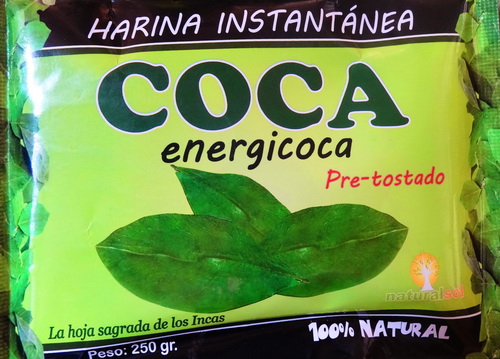 HARINA INSTANTÁNEA
COCA
energicoca
Pre-tostado
naturalsol
La hoja sagrada de los Incas
100% NATURAL
Peso: 250 gr.